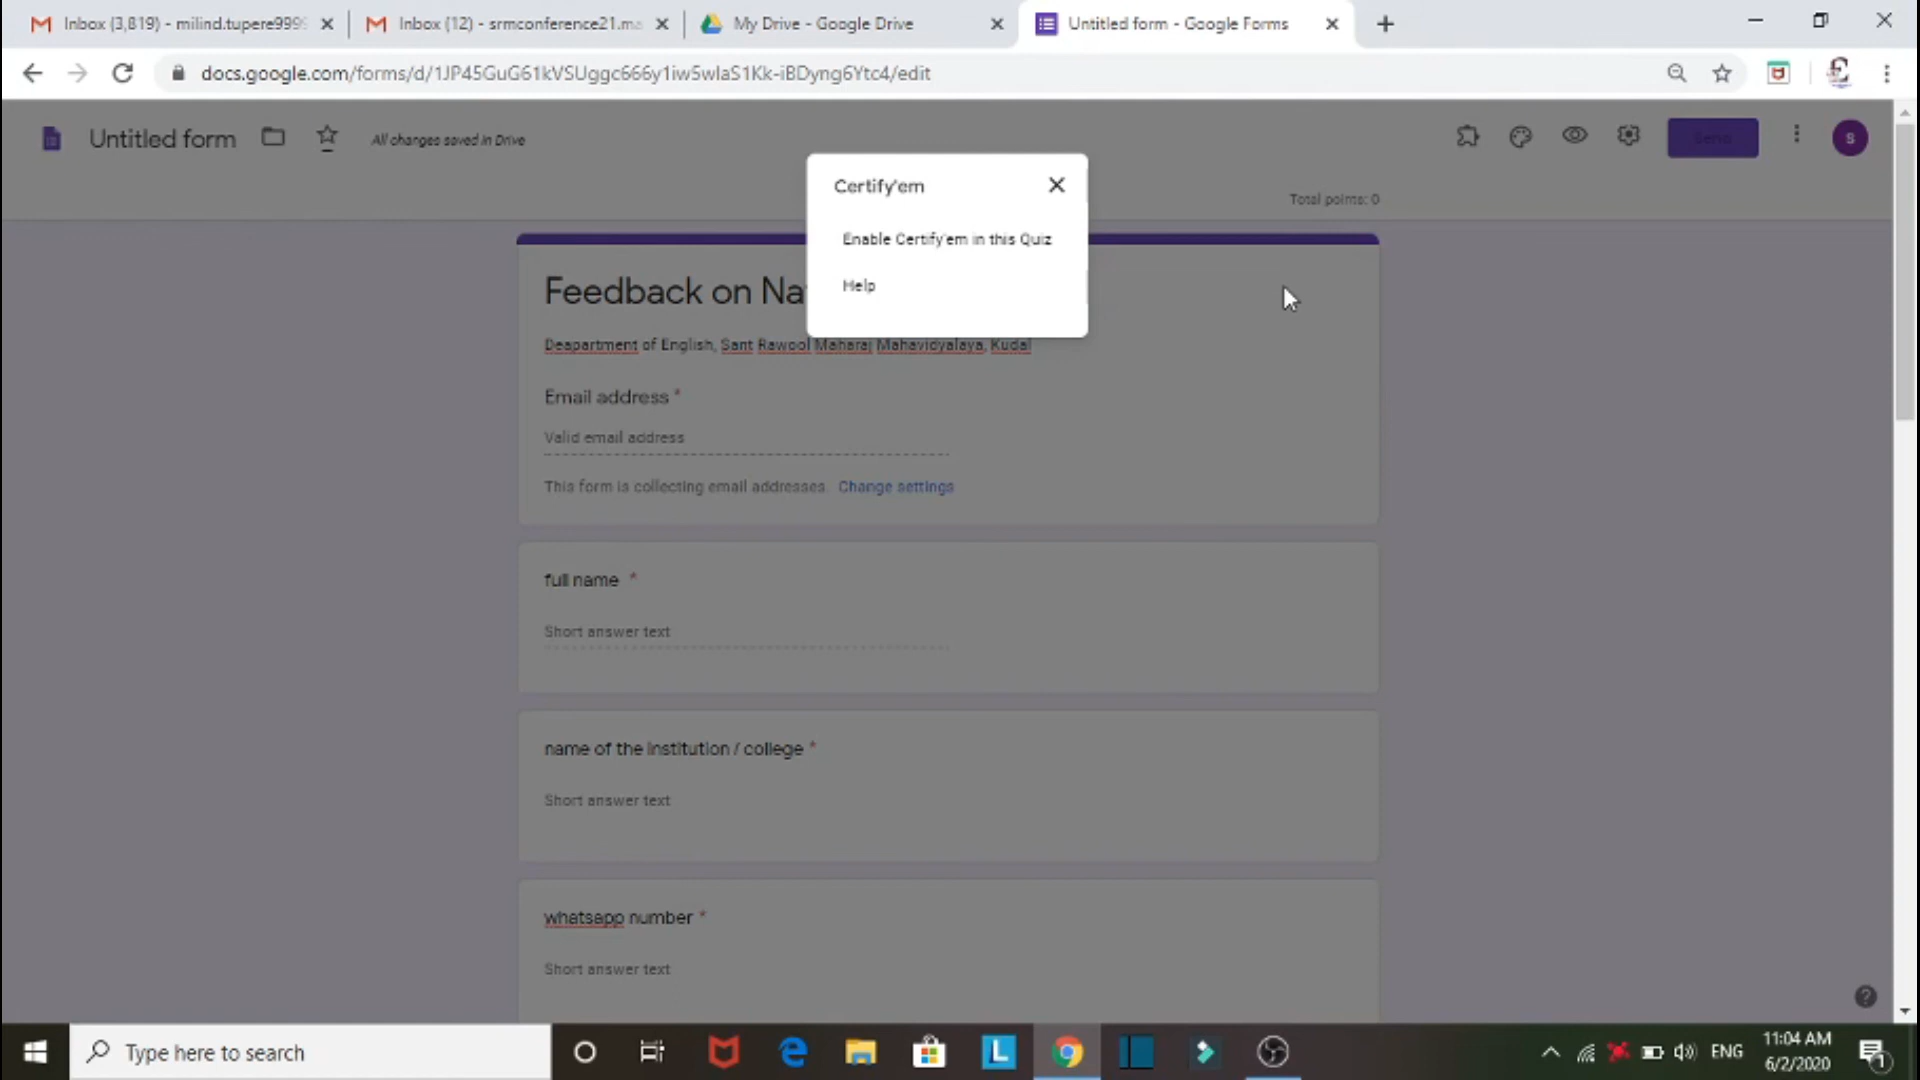 Inbox (3,819) - milind.tupere9999
Inbox (12) - srmconference21.ma
My Drive - Google Drive
Untitled form - Google Forms
docs.google.com/forms/d/1JP45GuG61kVSUggc666y1iw5wlaS1Kk-iBDyng6Ytc4/edit
Untitled form
All changes saved in Drive
Send
S
Total points: 0
Certify'em
Enable Certify'em in this Quiz
Help
Feedback on Na
Deapartment of English, Sant Rawool Maharaj Mahavidyalaya, Kudal
Email address *
Valid email address
This form is collecting email addresses. Change settings
full name *
Short answer text
name of the institution / college *
Short answer text
whatsapp number *
Short answer text
Type here to search
L
ENG
11:04 AM
6/2/2020
1